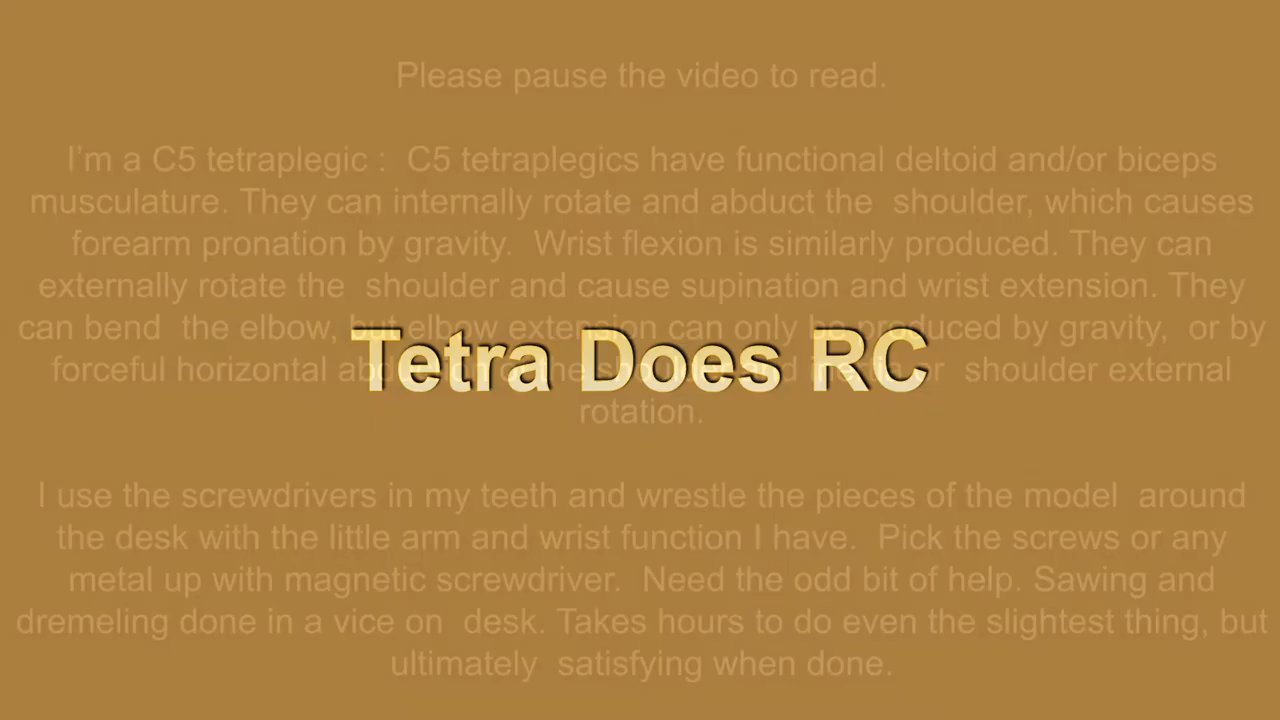 Please pause the video to read.
I'm a C5 tetraplegic : C5 tetraplegics have functional deltoid and/or biceps
musculature. They can internally rotate and abduct the shoulder, which causes
forearm pronation by gravity. Wrist flexion is similarly produced. They can
externally rotate the shoulder and cause supination and wrist extension. They
can bend the elbow, but elbow extension can only be produced by gravity, or by
Tetra Does RC
forceful horizontal shoulder external
rotation.
I use the screwdrivers in my teeth and wrestle the pieces of the model around
the desk with the little arm and wrist function I have. Pick the screws or any
metal up with magnetic screwdriver. Need the odd bit of help. Sawing and
dremeling done in a vice on desk. Takes hours to do even the slightest thing, but
ultimately satisfying when done.